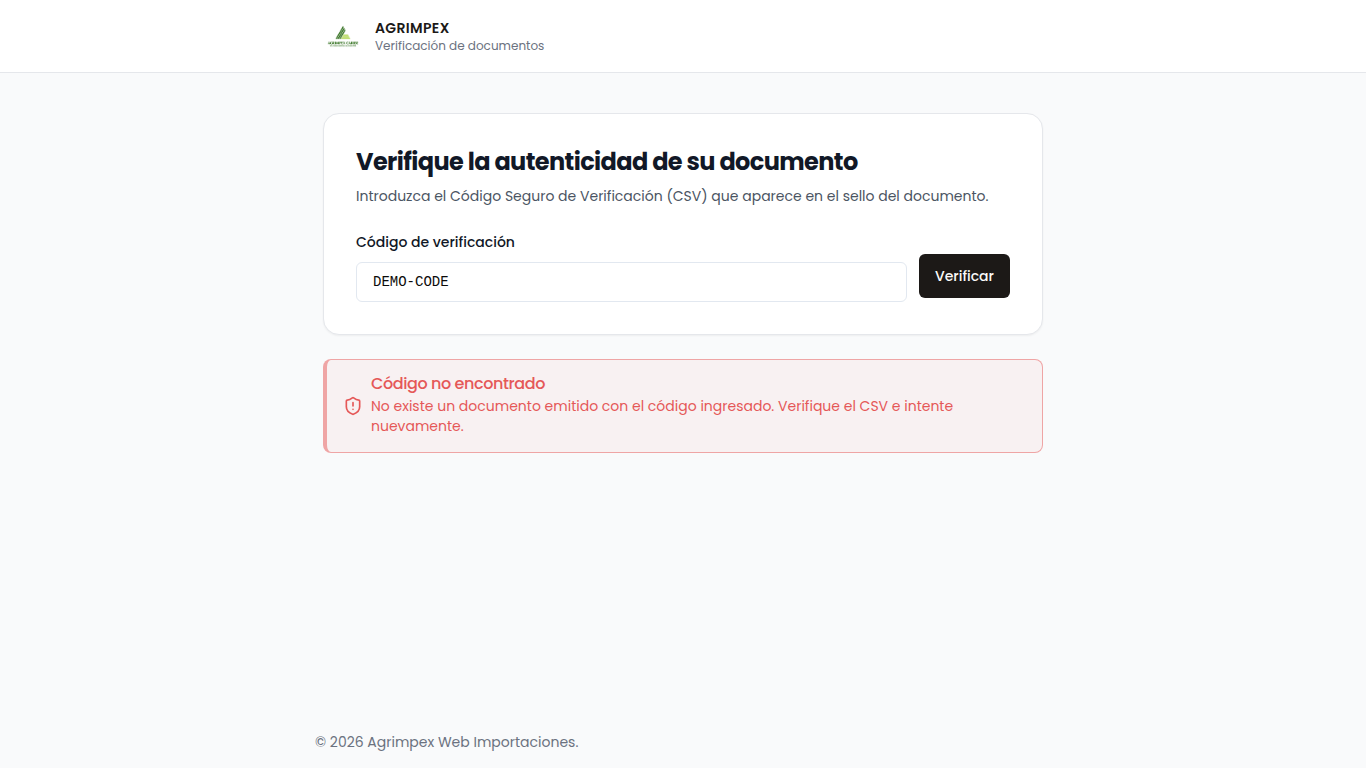 AGRIMPEX
Verificación de documentos
Verifique la autenticidad de su documento
Introduzca el Código Seguro de Verificación (CSV) que aparece en el sello del documento.
Código de verificación
DEMO-CODE
Verificar
Código no encontrado
No existe un documento emitido con el código ingresado. Verifique el CSV e intente
nuevamente.
© 2026 Agrimpex Web Importaciones.